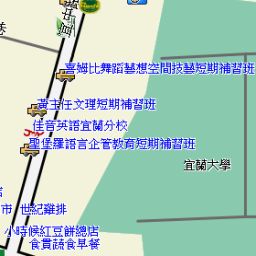 喜姆比舞蹈藝想空間技藝短期補習班
黃主任文理短期補習班
佳音英語宜蘭分校
聖堡羅語言企管教育短期補習班
宜蘭大學
市 世紀雞排
小時候紅豆餅總店
食貫蔬食早餐